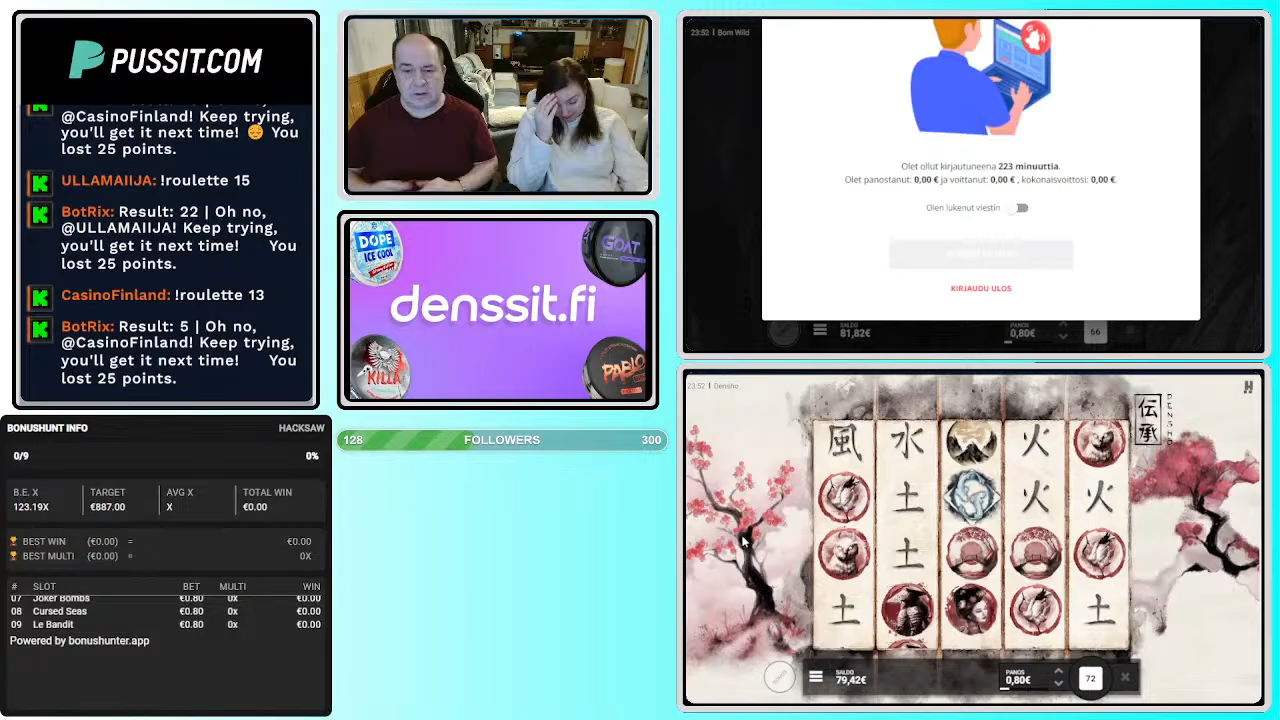 PUSSIT.COM
@CasinoFinland! Keep trying,
you'll get it next time! 😔 You
lost 25 points.
ULLAMAIIJA: !roulette 15
BotRix: Result: 22 | Oh no,
@ULLAMAIIJA! Keep trying,
you'll get it next time! You
lost 25 points.
CasinoFinland: !roulette 13
BotRix: Result: 5 | Oh no,
@CasinoFinland! Keep trying,
you'll get it next time! You
lost 25 points.
BONUSHUNT INFO HACKSAW
0/9 0%
B.E. X TARGET AVG X TOTAL WIN
123.19X €887.00 X €0.00
BEST WIN (€0.00) = €0.00
BEST MULTI (€0.00) = 0X
# SLOT BET MULTI WIN
07 Joker Bombs €0.80 0x €0.00
08 Cursed Seas €0.80 0x €0.00
09 Le Bandit €0.80 0x €0.00
Powered by bonushunter.app
DOPE
ICE COOL
GOAT
denssit.fi
KILLA
PABLO
128 FOLLOWERS 300
23:52 | Born Wild
Olet ollut kirjautuneena 223 minuuttia.
Olet panostanut: 0,00 € ja voittanut: 0,00 € , kokonaisvoittosi: 0,00 €.
Olen lukenut viestin
KIRJAUDU ULOS
SALDO
81,82€
PANOS
0,80€
66
23:52 | Densho
伝承
DENSHO
風 水 火
土 火 火
土
土 土
SALDO
79,42€
PANOS
0,80€
72